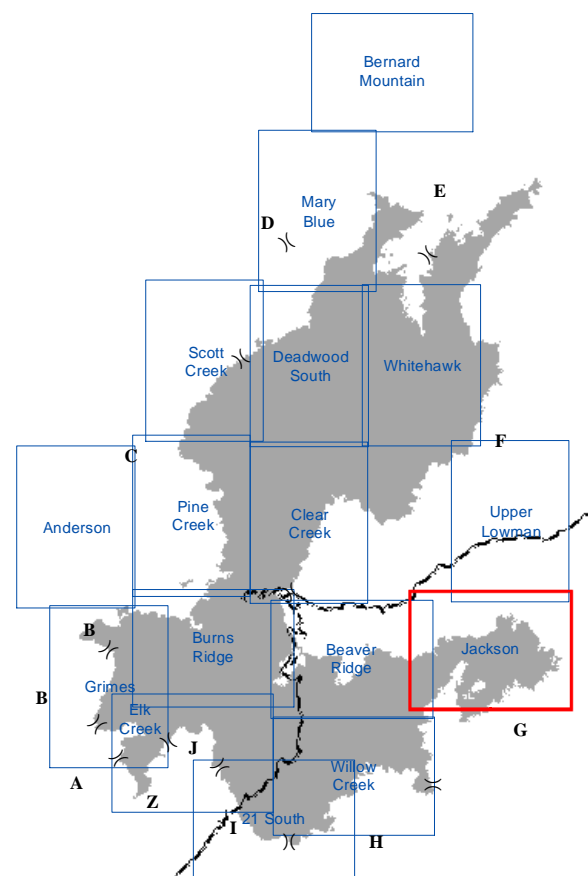 Bernard
Mountain
E
Mary
Blue
D
Scott
Creek
Deadwood
South
Whitehawk
F
C
Pine
Creek
Clear
Creek
Upper
Lowman
Anderson
B
Burns
Ridge
Beaver
Ridge
Jackson
B
Grimes
Elk
Creek
G
J
A
Z
Willow
Creek
I
21 South
H